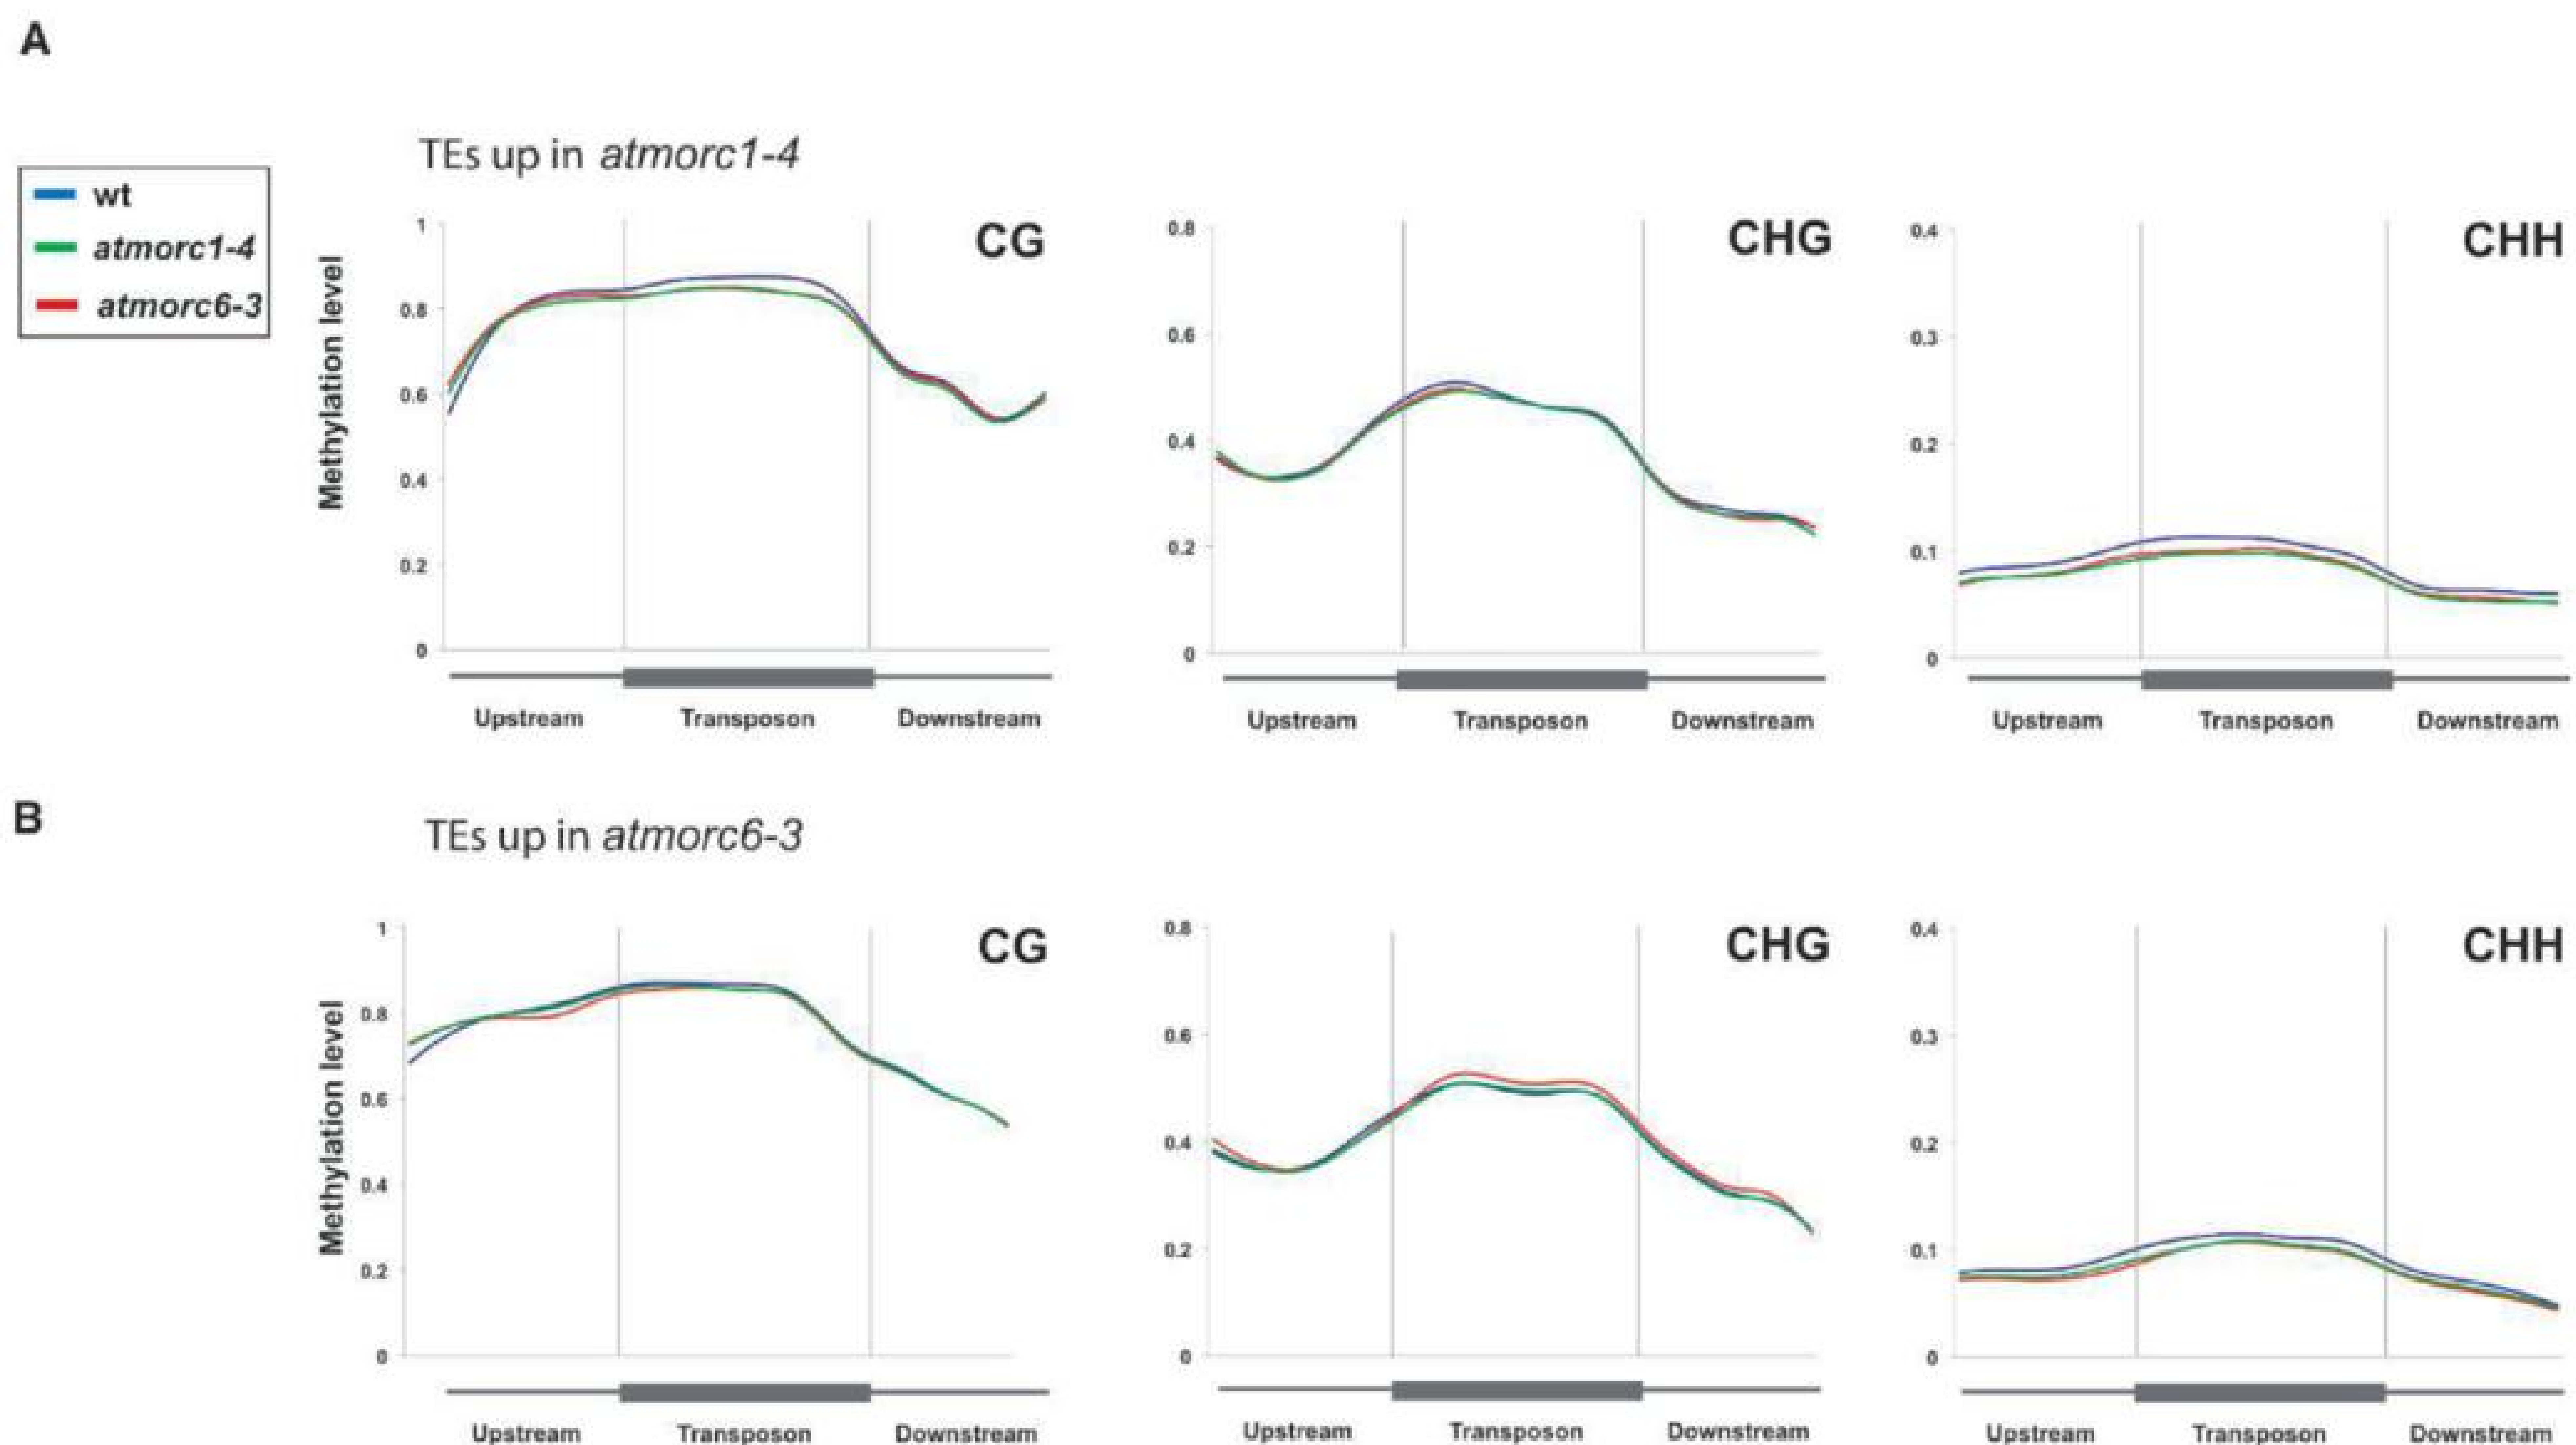 A
TEs up in atmorc1-4
wt
atmorc1-4
atmorc6-3
Methylation level
CG
1
0.8
0.6
0.4
0.2
0
Upstream Transposon Downstream
CHG
0.8
0.6
0.4
0.2
0
Upstream Transposon Downstream
CHH
0.4
0.3
0.2
0.1
0
Upstream Transposon Downstream
B
TEs up in atmorc6-3
Methylation level
CG
1
0.8
0.6
0.4
0.2
0
Upstream Transposon Downstream
CHG
0.8
0.6
0.4
0.2
0
Upstream Transposon Downstream
CHH
0.4
0.3
0.2
0.1
0
Upstream Transposon Downstream